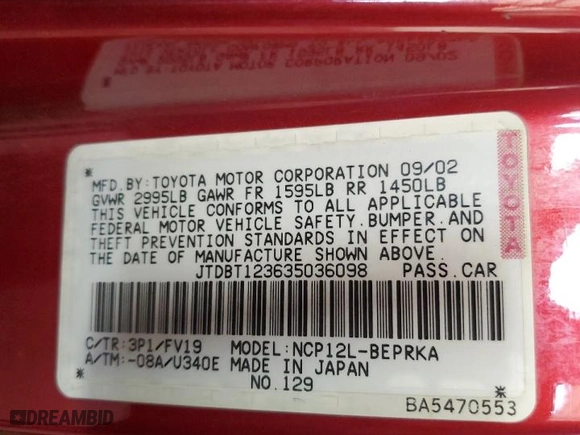 MFD.BY:TOYOTA MOTOR CORPORATION 09/02
GVWR 2995LB GAWR FR 1595LB RR 1450LB
THIS VEHICLE CONFORMS TO ALL APPLICABLE
FEDERAL MOTOR VEHICLE SAFETY.BUMPER.AND
THEFT PREVENTION STANDARDS IN EFFECT ON
THE DATE OF MANUFACTURE SHOWN ABOVE.
JTDBT123635036098 PASS.CAR
C/TR:3P1/FV19 MODEL:NCP12L-BEPRKA
A/TM:-08A/U340E MADE IN JAPAN
NO.129
BA5470553
TOYOTA
DREAMBID